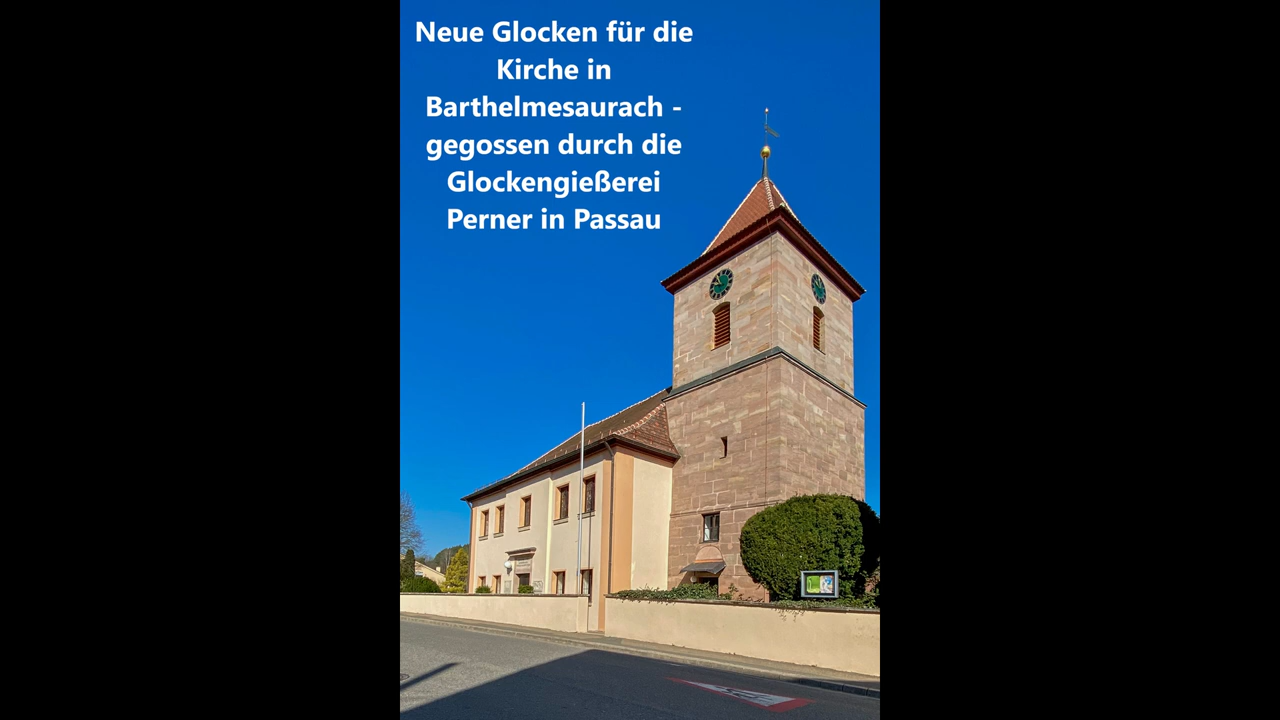 Neue Glocken für die
Kirche in
Barthelmesaurach -
gegossen durch die
Glockengießerei
Perner in Passau